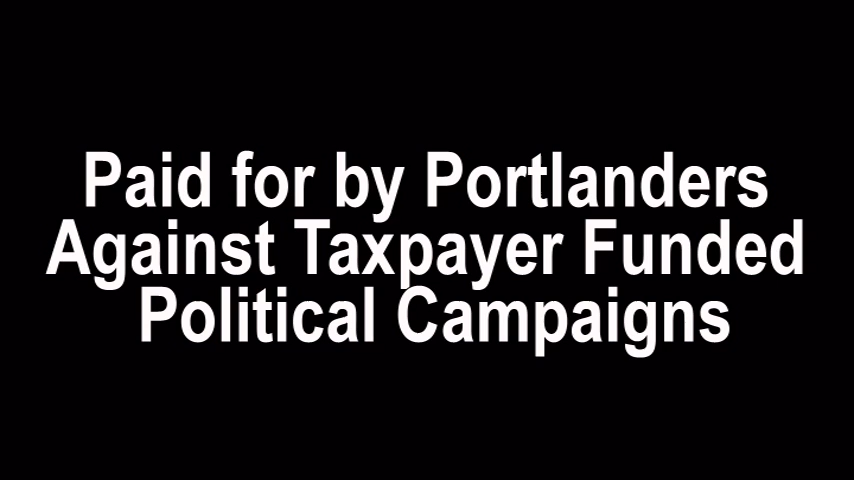 Paid for by Portlanders
Against Taxpayer Funded
Political Campaigns